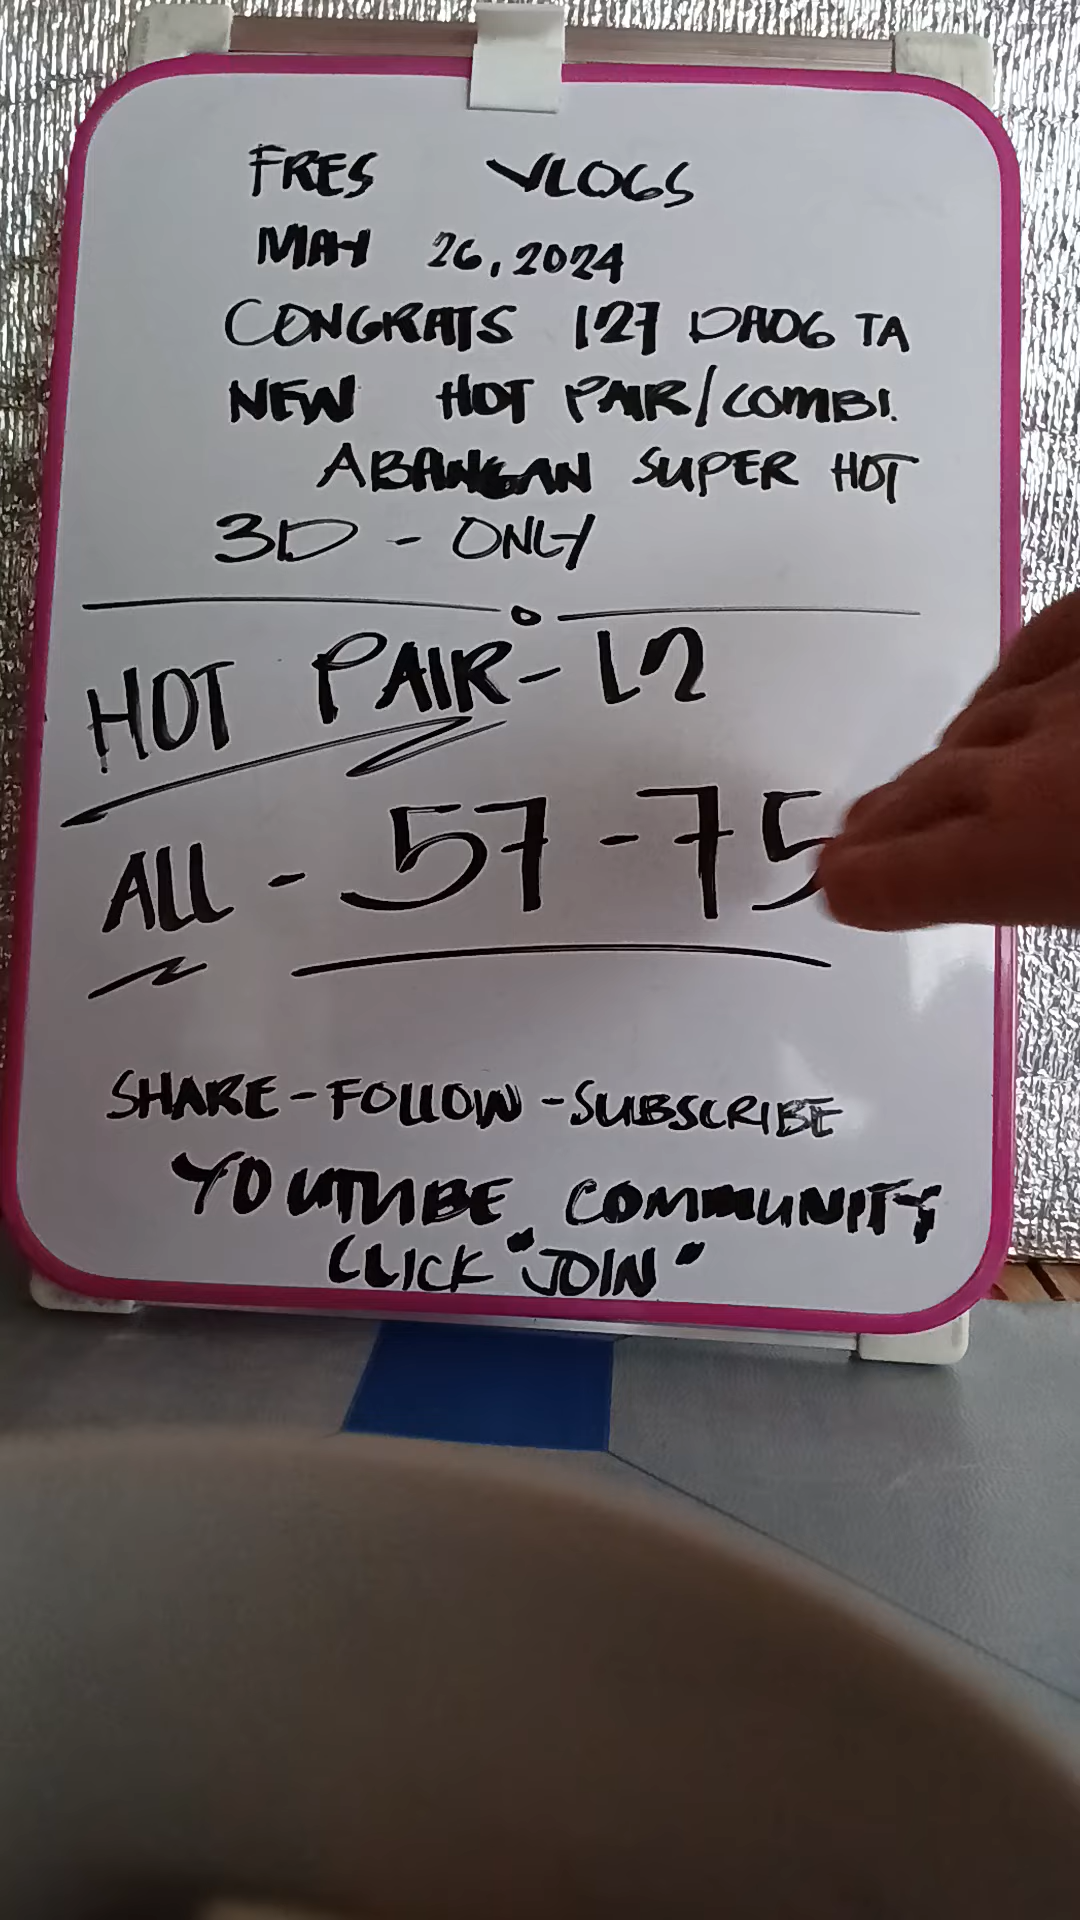 FRES VLOGS
MAY 26, 2024
CONGRATS 127 DAOG TA
NEW HOT PAIR/COMBI.
ABANGAN SUPER HOT
3D - ONLY
HOT PAIR - 12
ALL - 57 - 75
SHARE - FOLLOW - SUBSCRIBE
YOUTUBE COMMUNITY
CLICK "JOIN"